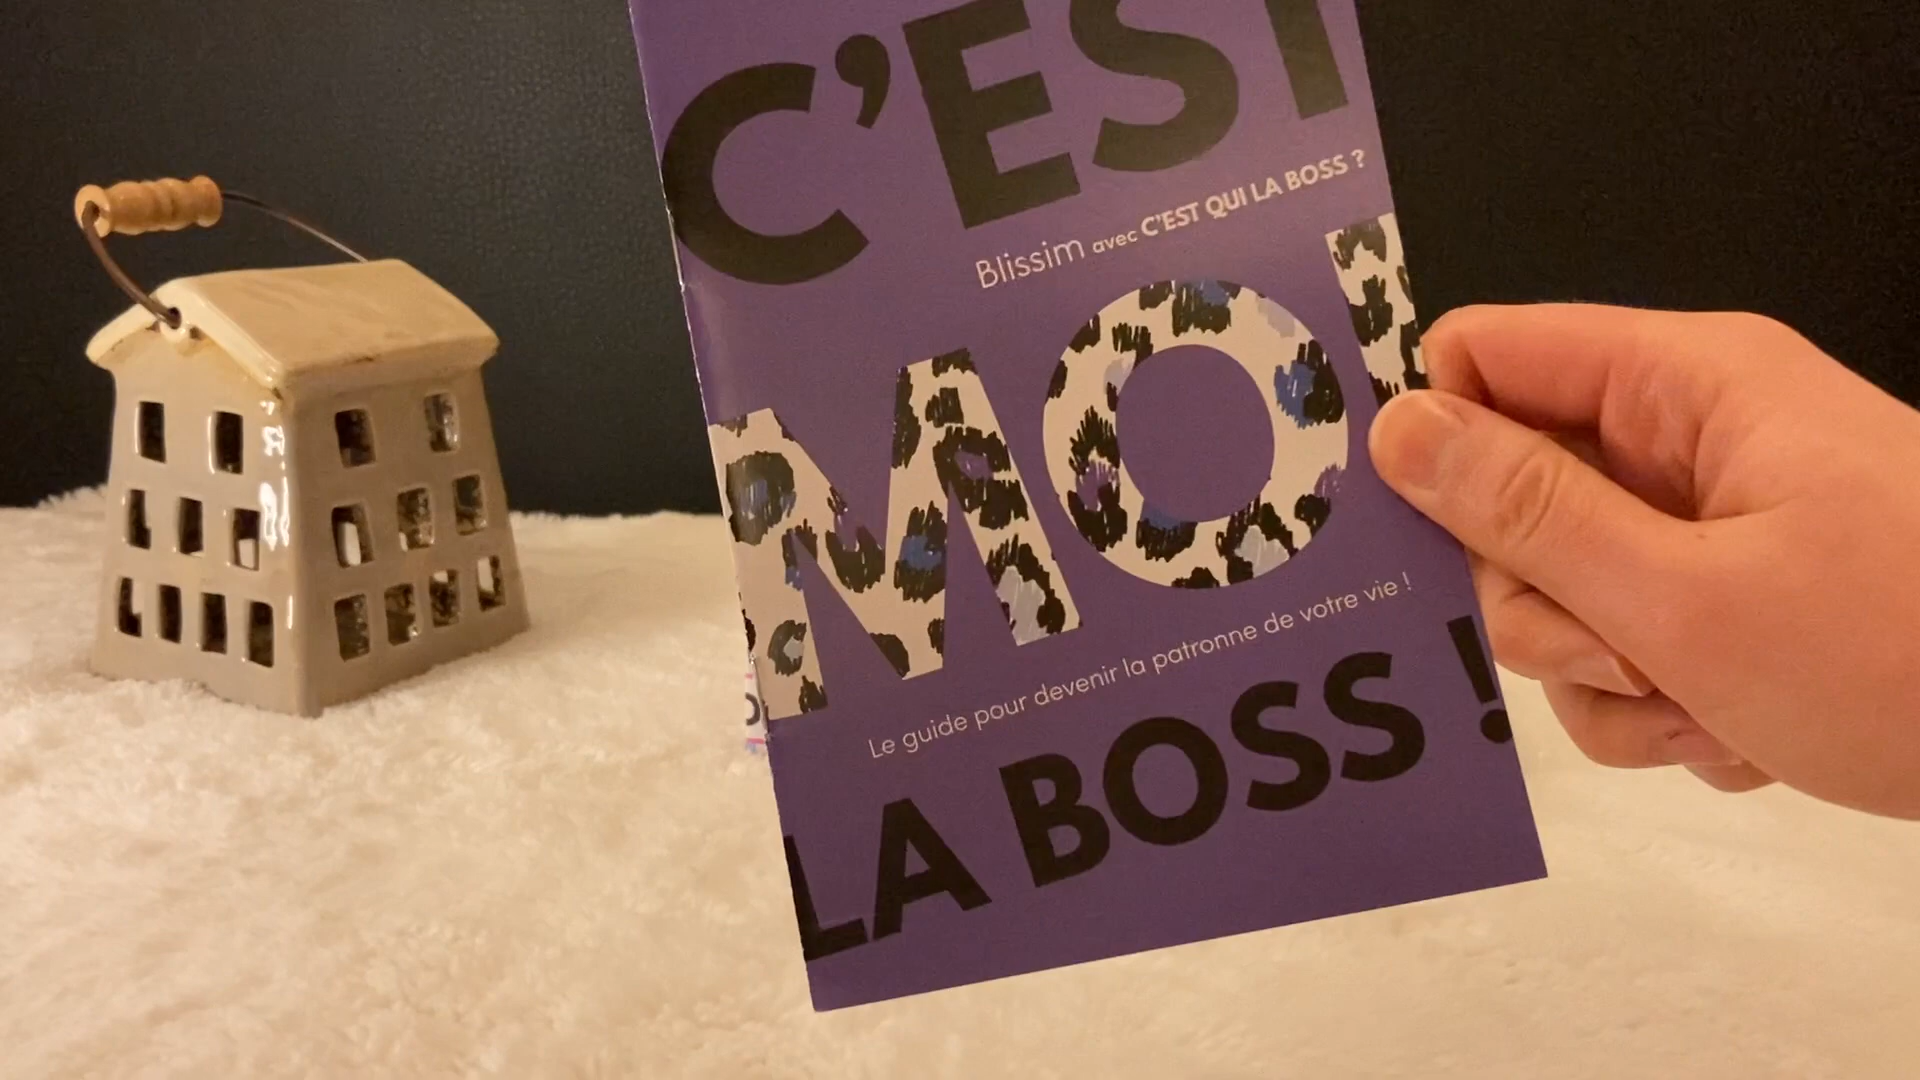 C'EST
Blissim avec C'EST QUI LA BOSS ?
MOI
Le guide pour devenir la patronne de votre vie !
LA BOSS !